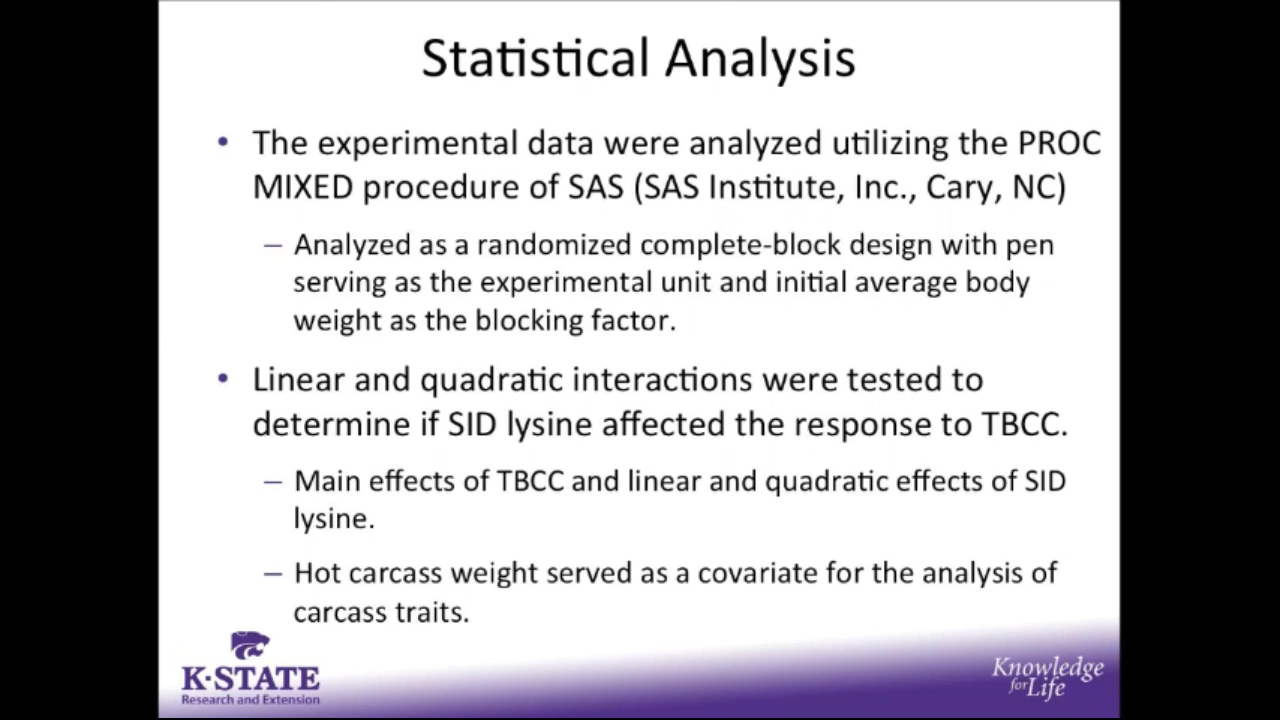 Statistical Analysis
• The experimental data were analyzed utilizing the PROC
MIXED procedure of SAS (SAS Institute, Inc., Cary, NC)
– Analyzed as a randomized complete-block design with pen
serving as the experimental unit and initial average body
weight as the blocking factor.
• Linear and quadratic interactions were tested to
determine if SID lysine affected the response to TBCC.
– Main effects of TBCC and linear and quadratic effects of SID
lysine.
– Hot carcass weight served as a covariate for the analysis of
carcass traits.
K-STATE
Research and Extension
Knowledge
for Life